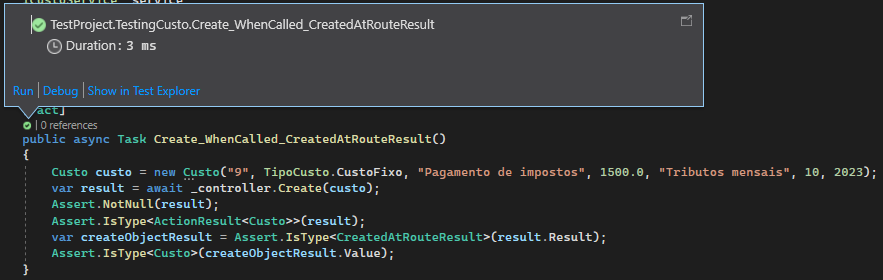 ICustoService _service
TestProject.TestingCusto.Create_WhenCalled_CreatedAtRouteResult
Duration: 3 ms
Run | Debug | Show in Test Explorer
act]
| 0 references
public async Task Create_WhenCalled_CreatedAtRouteResult()
{
Custo custo = new Custo("9", TipoCusto.CustoFixo, "Pagamento de impostos", 1500.0, "Tributos mensais", 10, 2023);
var result = await _controller.Create(custo);
Assert.NotNull(result);
Assert.IsType<ActionResult<Custo>>(result);
var createObjectResult = Assert.IsType<CreatedAtRouteResult>(result.Result);
Assert.IsType<Custo>(createObjectResult.Value);
}